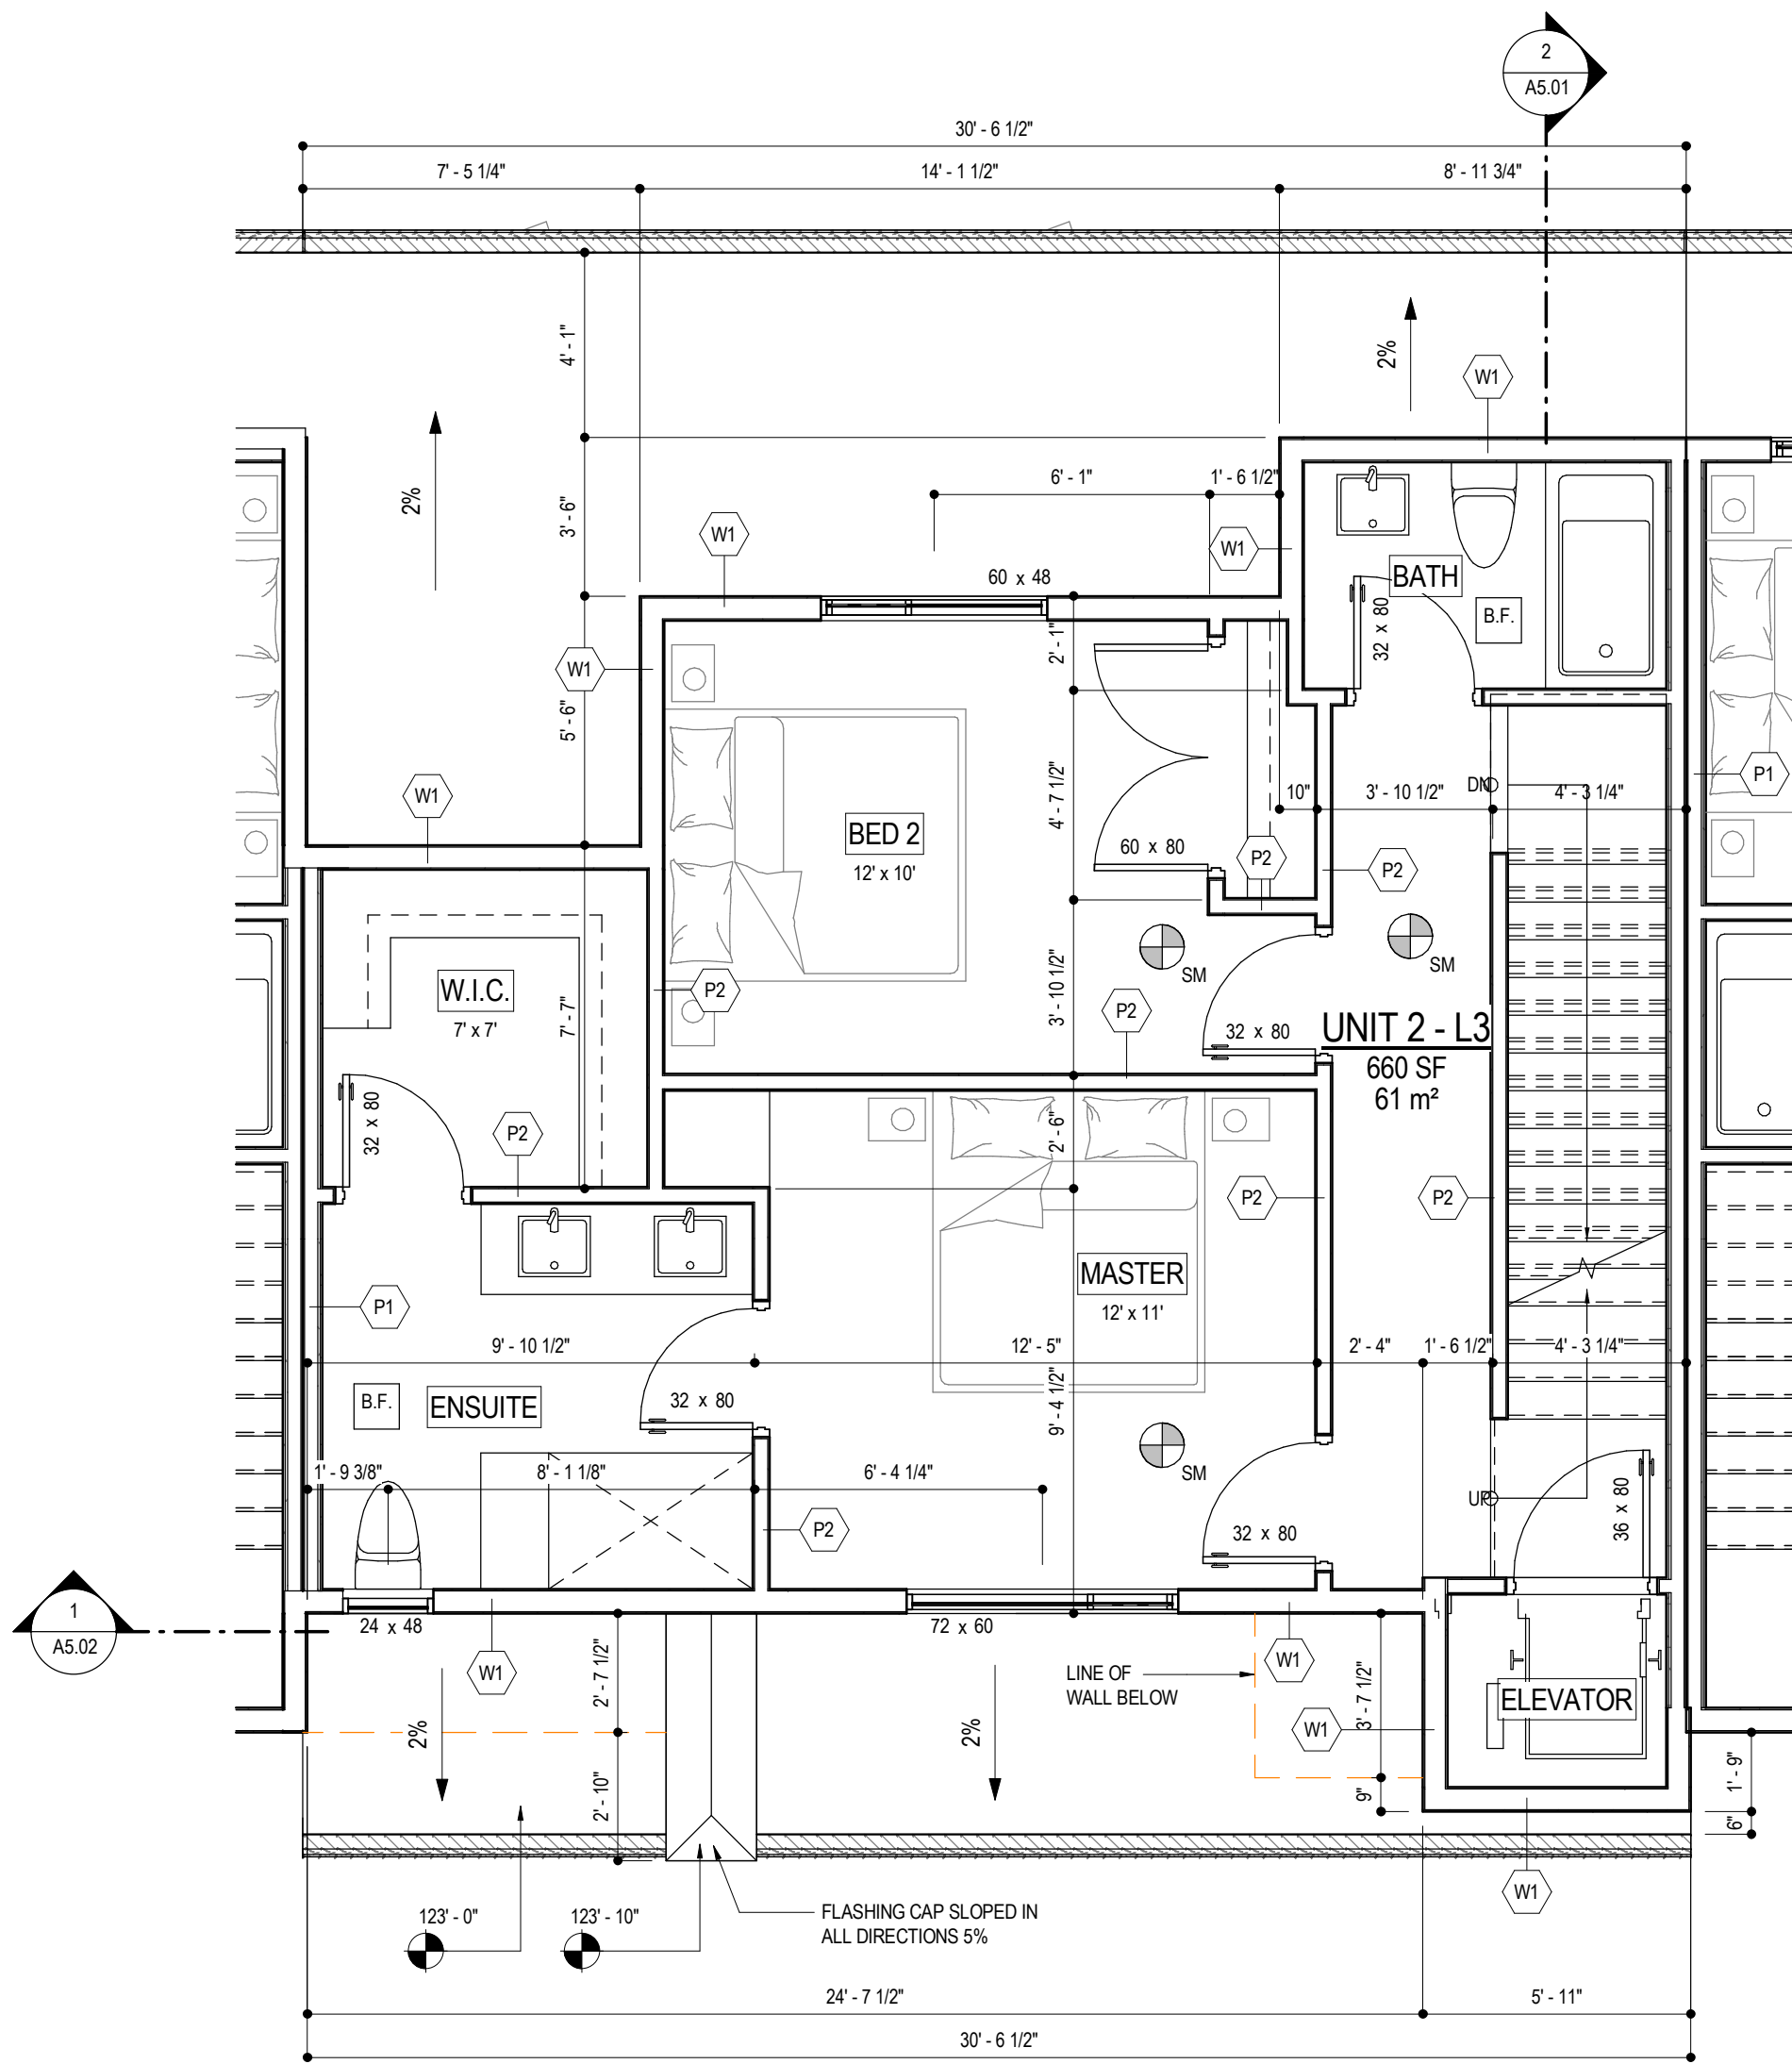 2
A5.01
30' - 6 1/2"
7' - 5 1/4"
14' - 1 1/2"
8' - 11 3/4"
4' - 1"
2%
W1
2%
3' - 6"
6' - 1"
1' - 6 1/2"
W1
W1
60 x 48
BATH
32 x 80
B.F.
2' - 1"
W1
5' - 6"
DN
10"
3' - 10 1/2"
4' - 3 1/4"
P1
W1
4' - 7 1/2"
BED 2
12' x 10'
60 x 80
P2
P2
SM
SM
W.I.C.
7' x 7'
P2
7' - 7"
3' - 10 1/2"
P2
32 x 80
UNIT 2 - L3
660 SF
61 m²
32 x 80
P2
2' - 6"
P2
P2
MASTER
12' x 11'
P1
9' - 10 1/2"
12' - 5"
2' - 4"
1' - 6 1/2"
4' - 3 1/4"
B.F.
ENSUITE
32 x 80
9' - 4 1/2"
1' - 9 3/8"
8' - 1 1/8"
6' - 4 1/4"
SM
UP
36 x 80
P2
32 x 80
1
A5.02
24 x 48
72 x 60
W1
2' - 7 1/2"
LINE OF
WALL BELOW
W1
3' - 7 1/2"
ELEVATOR
W1
2%
2%
2' - 10"
9"
1' - 9"
6"
W1
123' - 0"
123' - 10"
FLASHING CAP SLOPED IN
ALL DIRECTIONS 5%
24' - 7 1/2"
5' - 11"
30' - 6 1/2"